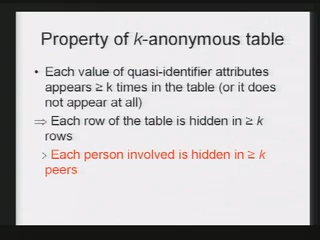 Property of k-anonymous table
• Each value of quasi-identifier attributes
appears ≥ k times in the table (or it does
not appear at all)
⇒ Each row of the table is hidden in ≥ k
rows
> Each person involved is hidden in ≥ k
peers